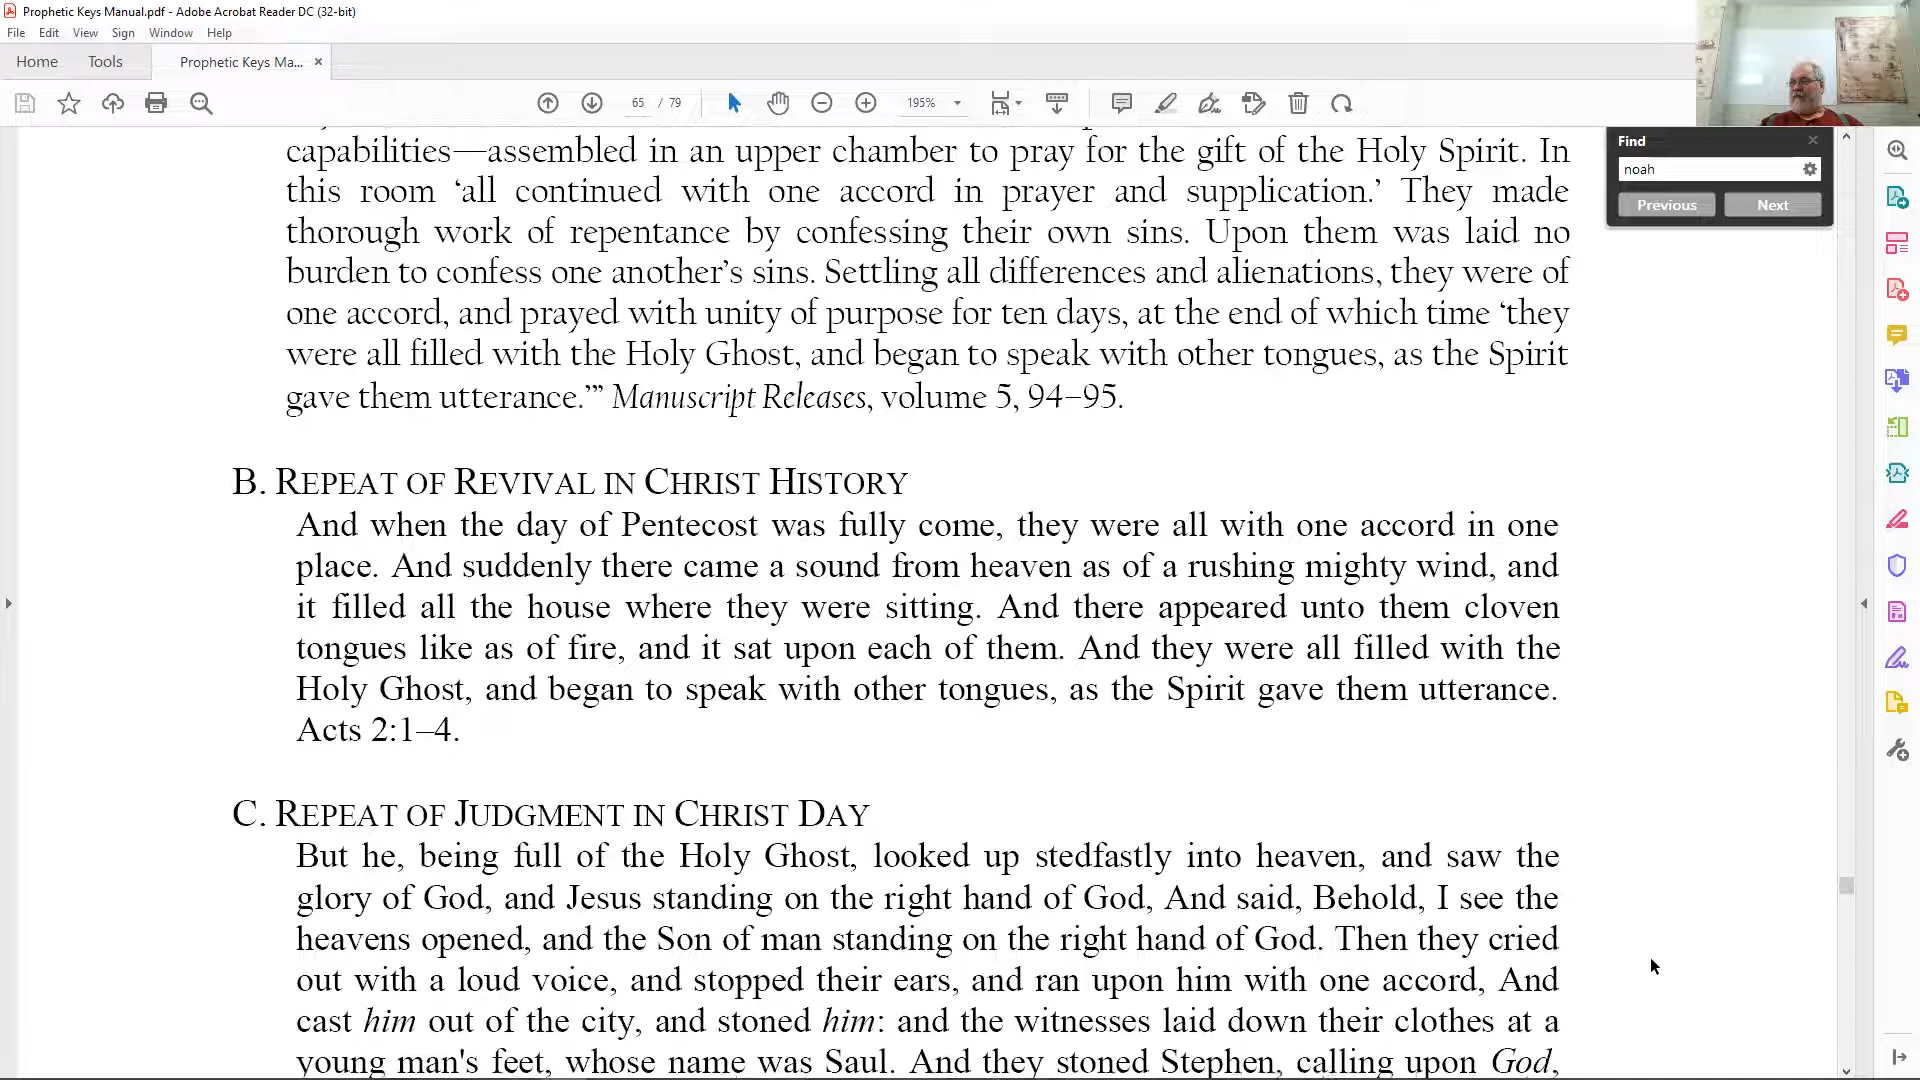 Prophetic Keys Manual.pdf - Adobe Acrobat Reader DC (32-bit)
File Edit View Sign Window Help
Home Tools Prophetic Keys Ma... ×
65 / 79 195%
Find
noah
Previous Next
capabilities—assembled in an upper chamber to pray for the gift of the Holy Spirit. In
this room ‘all continued with one accord in prayer and supplication.’ They made
thorough work of repentance by confessing their own sins. Upon them was laid no
burden to confess one another’s sins. Settling all differences and alienations, they were of
one accord, and prayed with unity of purpose for ten days, at the end of which time ‘they
were all filled with the Holy Ghost, and began to speak with other tongues, as the Spirit
gave them utterance.’” Manuscript Releases, volume 5, 94–95.
B. REPEAT OF REVIVAL IN CHRIST HISTORY
And when the day of Pentecost was fully come, they were all with one accord in one
place. And suddenly there came a sound from heaven as of a rushing mighty wind, and
it filled all the house where they were sitting. And there appeared unto them cloven
tongues like as of fire, and it sat upon each of them. And they were all filled with the
Holy Ghost, and began to speak with other tongues, as the Spirit gave them utterance.
Acts 2:1–4.
C. REPEAT OF JUDGMENT IN CHRIST DAY
But he, being full of the Holy Ghost, looked up stedfastly into heaven, and saw the
glory of God, and Jesus standing on the right hand of God, And said, Behold, I see the
heavens opened, and the Son of man standing on the right hand of God. Then they cried
out with a loud voice, and stopped their ears, and ran upon him with one accord, And
cast him out of the city, and stoned him: and the witnesses laid down their clothes at a
young man's feet, whose name was Saul. And they stoned Stephen, calling upon God,